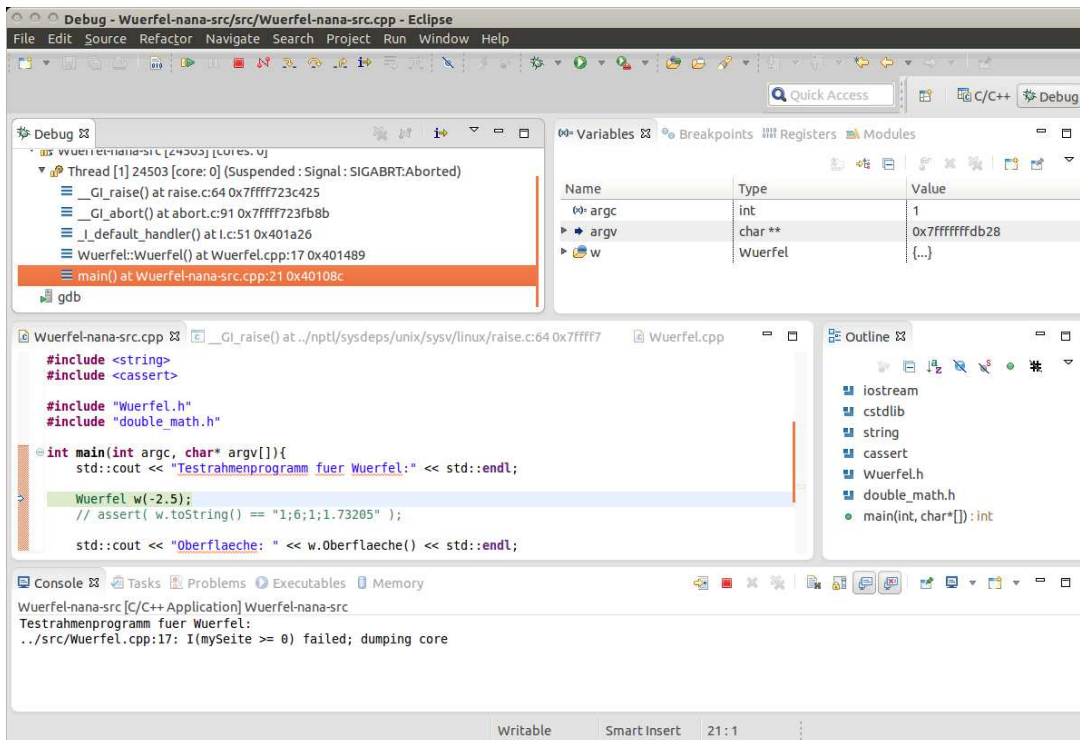 Debug - Wuerfel-nana-src/src/Wuerfel-nana-src.cpp - Eclipse
File Edit Source Refactor Navigate Search Project Run Window Help
Quick Access C/C++ Debug
Debug
Wuerfel-nana-src [24503] [cores: 0]
Thread [1] 24503 [core: 0] (Suspended : Signal : SIGABRT:Aborted)
__GI_raise() at raise.c:64 0x7ffff723c425
__GI_abort() at abort.c:91 0x7ffff723fb8b
_I_default_handler() at I.c:51 0x401a26
Wuerfel::Wuerfel() at Wuerfel.cpp:17 0x401489
main() at Wuerfel-nana-src.cpp:21 0x40108c
gdb
Variables Breakpoints Registers Modules
Name Type Value
argc int 1
argv char ** 0x7fffffffdb28
w Wuerfel {...}
Wuerfel-nana-src.cpp __GI_raise() at ../nptl/sysdeps/unix/sysv/linux/raise.c:64 0x7ffff7 Wuerfel.cpp
#include <string>
#include <cassert>
#include "Wuerfel.h"
#include "double_math.h"
int main(int argc, char* argv[]){
std::cout << "Testrahmenprogramm fuer Wuerfel:" << std::endl;
Wuerfel w(-2.5);
// assert( w.toString() == "1;6;1;1.73205" );
std::cout << "Oberflaeche: " << w.Oberflaeche() << std::endl;
Outline
iostream
cstdlib
string
cassert
Wuerfel.h
double_math.h
main(int, char*[]) : int
Console Tasks Problems Executables Memory
Wuerfel-nana-src [C/C++ Application] Wuerfel-nana-src
Testrahmenprogramm fuer Wuerfel:
../src/Wuerfel.cpp:17: I(mySeite >= 0) failed; dumping core
Writable Smart Insert 21 : 1